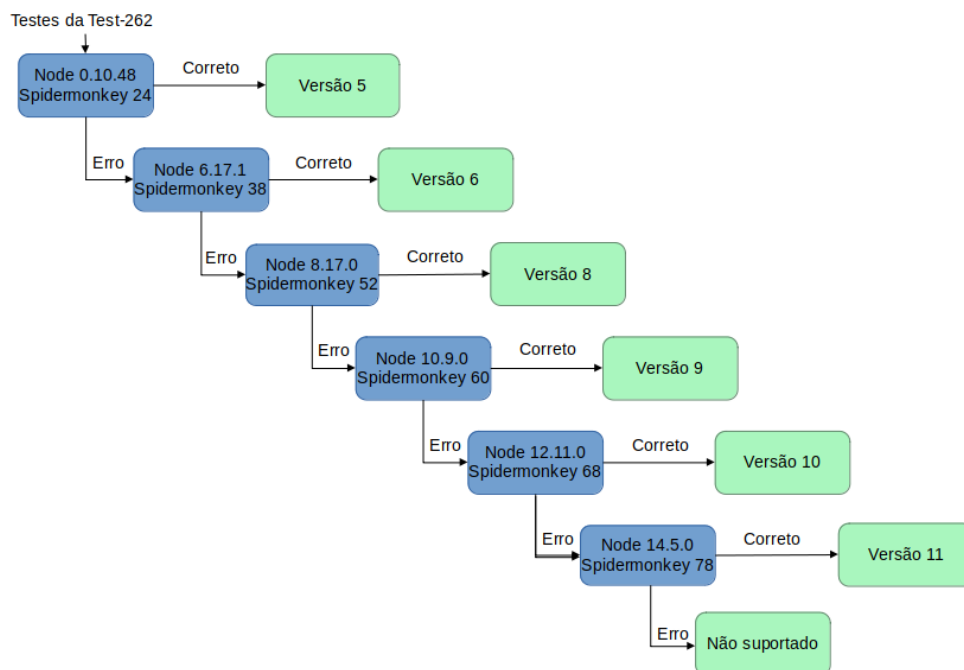 Testes da Test-262
Node 0.10.48
Spidermonkey 24
Correto
Versão 5
Erro
Node 6.17.1
Spidermonkey 38
Correto
Versão 6
Erro
Node 8.17.0
Spidermonkey 52
Correto
Versão 8
Erro
Node 10.9.0
Spidermonkey 60
Correto
Versão 9
Erro
Node 12.11.0
Spidermonkey 68
Correto
Versão 10
Erro
Node 14.5.0
Spidermonkey 78
Correto
Versão 11
Erro
Não suportado